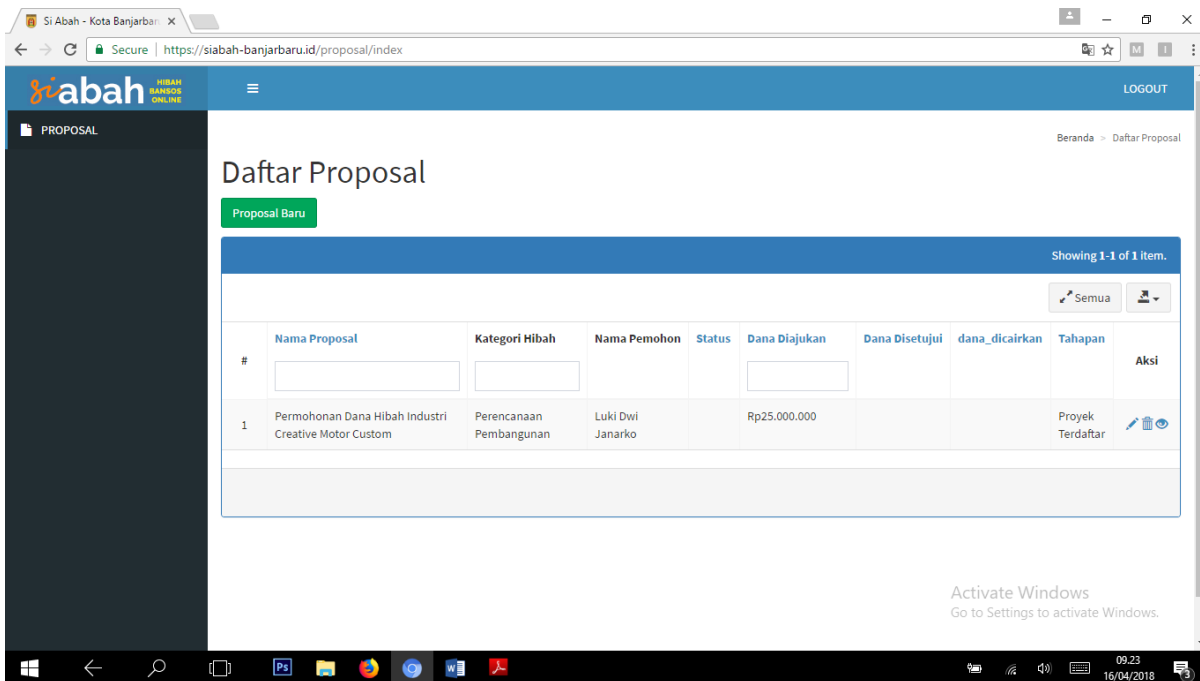 Si Abah - Kota Banjarbar
Secure | https://siabah-banjarbaru.id/proposal/index
M
I
siabah HIBAH BANSOS ONLINE
LOGOUT
PROPOSAL
Beranda > Daftar Proposal
Daftar Proposal
Proposal Baru
Showing 1-1 of 1 item.
Semua
# Nama Proposal Kategori Hibah Nama Pemohon Status Dana Diajukan Dana Disetujui dana_dicairkan Tahapan Aksi
1 Permohonan Dana Hibah Industri Creative Motor Custom Perencanaan Pembangunan Luki Dwi Janarko Rp25.000.000 Proyek Terdaftar
Activate Windows
Go to Settings to activate Windows.
Ps
09.23
16/04/2018
3